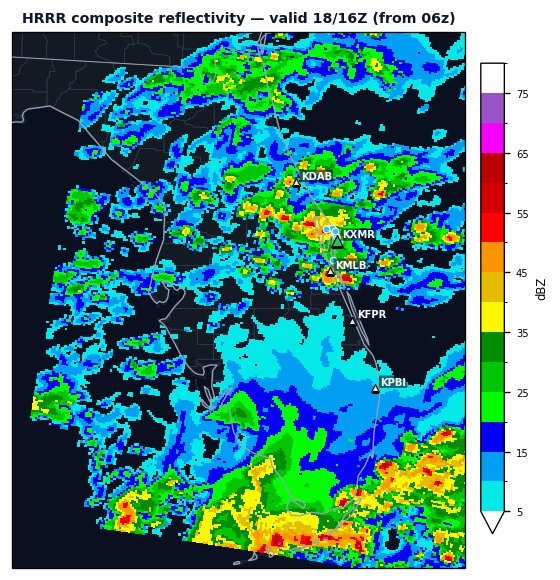 HRRR composite reflectivity — valid 18/16Z (from 06z)
KDAB
KXMR
KMLB
KFPR
KPBI
75
65
55
45
35
25
15
5
dBZ